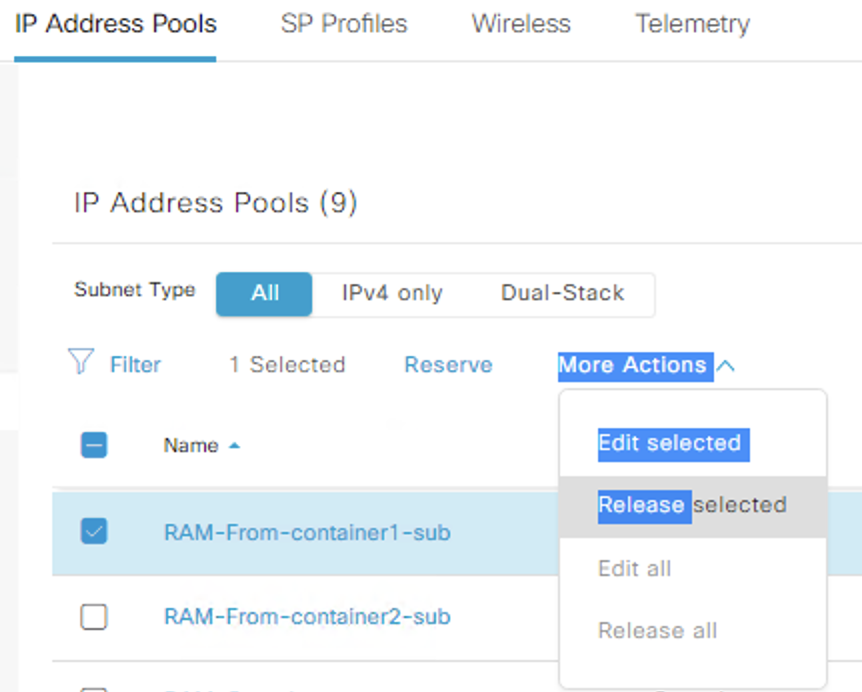 IP Address Pools SP Profiles Wireless Telemetry
IP Address Pools (9)
Subnet Type All IPv4 only Dual-Stack
Filter 1 Selected Reserve More Actions
Edit selected
Name
Release selected
RAM-From-container1-sub
Edit all
RAM-From-container2-sub
Release all